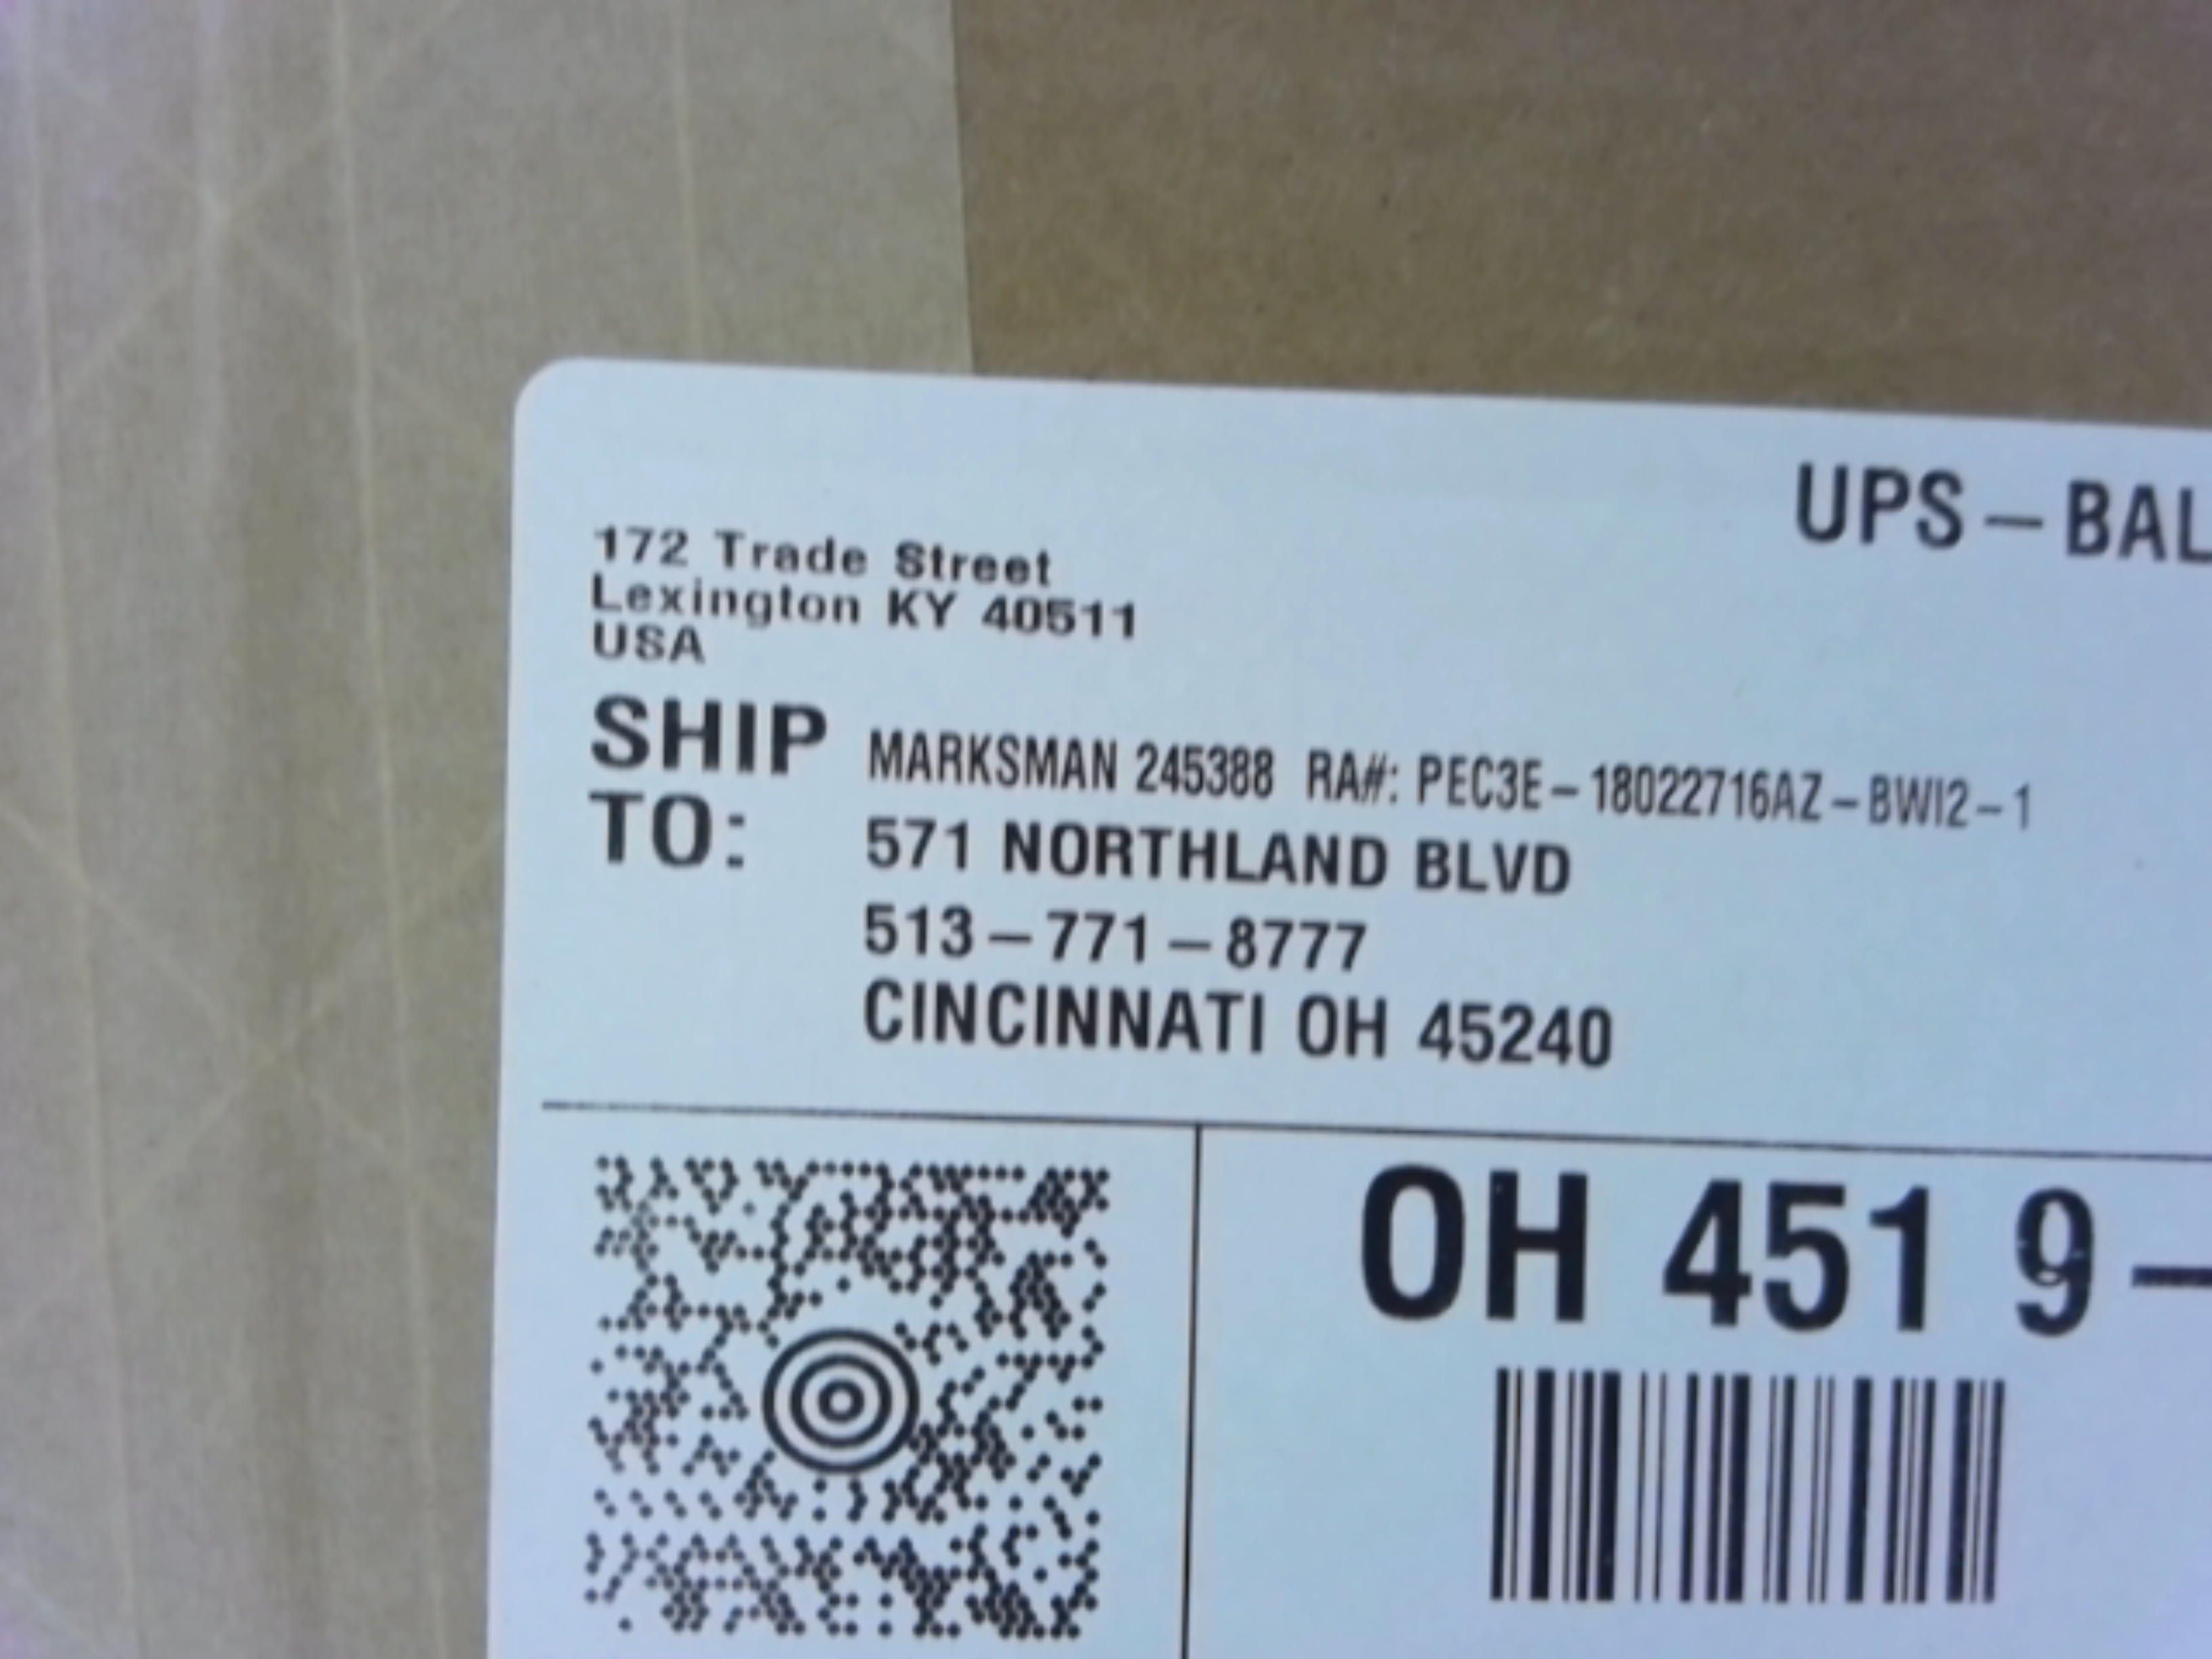 UPS – BAL
172 Trade Street
Lexington KY 40511
USA
SHIP TO:
MARKSMAN 245388 RA#: PEC3E – 18022716AZ – BWI2 – 1
571 NORTHLAND BLVD
513 – 771 – 8777
CINCINNATI OH 45240
OH 451 9 –